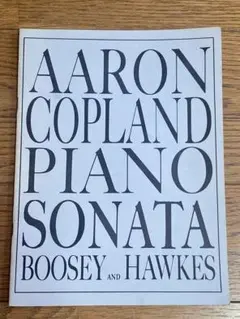 AARON
COPLAND
PIANO
SONATA
BOOSEY AND HAWKES